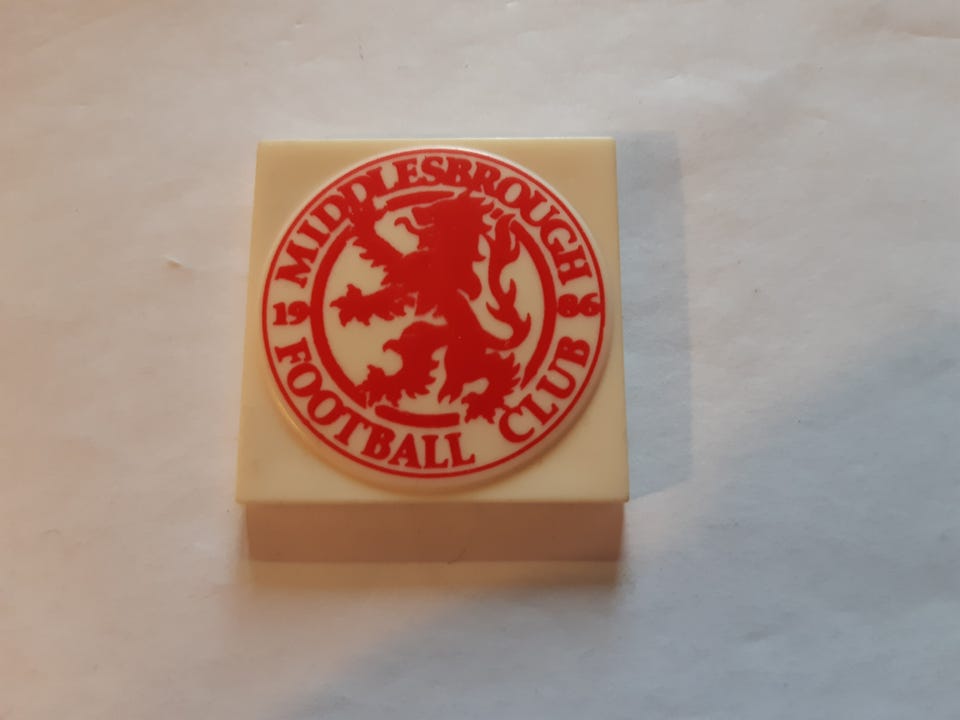 MIDDLESBROUGH
19 86
FOOTBALL CLUB